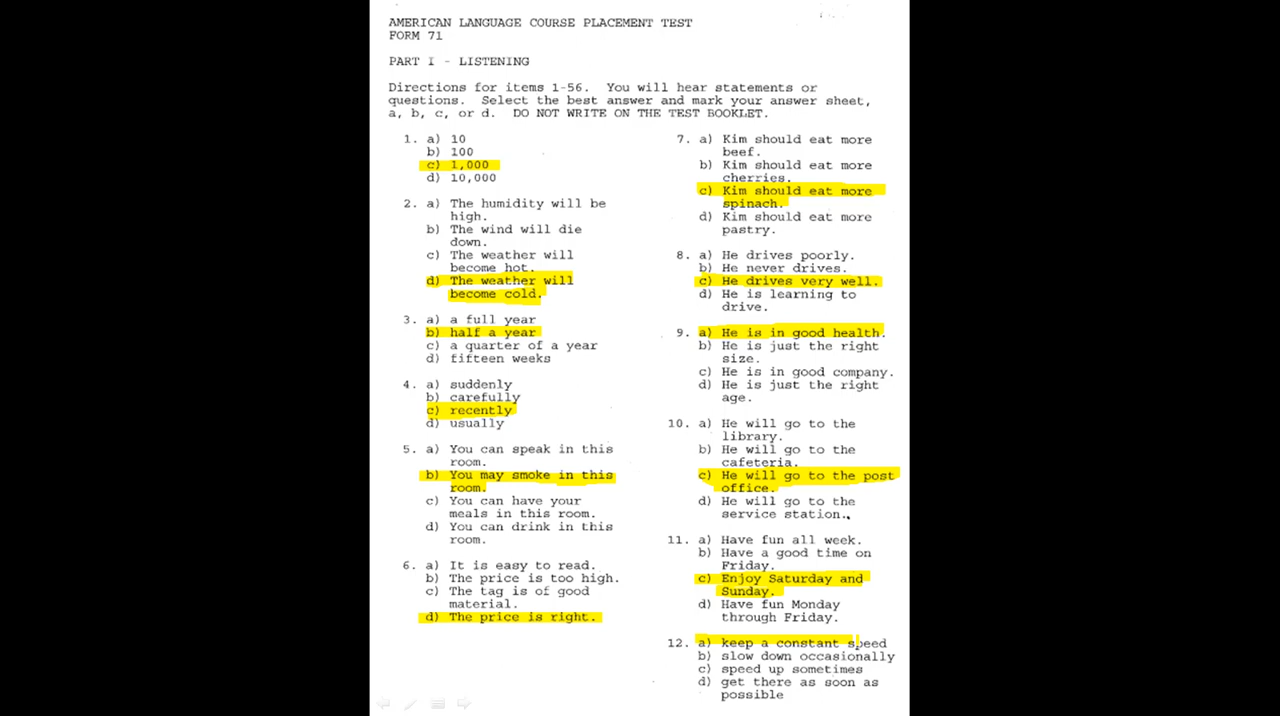 AMERICAN LANGUAGE COURSE PLACEMENT TEST
FORM 71
PART I - LISTENING
Directions for items 1-56. You will hear statements or
questions. Select the best answer and mark your answer sheet,
a, b, c, or d. DO NOT WRITE ON THE TEST BOOKLET.
1. a) 10
b) 100
c) 1,000
d) 10,000
2. a) The humidity will be
high.
b) The wind will die
down.
c) The weather will
become hot.
d) The weather will
become cold.
3. a) a full year
b) half a year
c) a quarter of a year
d) fifteen weeks
4. a) suddenly
b) carefully
c) recently
d) usually
5. a) You can speak in this
room.
b) You may smoke in this
room.
c) You can have your
meals in this room.
d) You can drink in this
room.
6. a) It is easy to read.
b) The price is too high.
c) The tag is of good
material.
d) The price is right.
7. a) Kim should eat more
beef.
b) Kim should eat more
cherries.
c) Kim should eat more
spinach.
d) Kim should eat more
pastry.
8. a) He drives poorly.
b) He never drives.
c) He drives very well.
d) He is learning to
drive.
9. a) He is in good health.
b) He is just the right
size.
c) He is in good company.
d) He is just the right
age.
10. a) He will go to the
library.
b) He will go to the
cafeteria.
c) He will go to the post
office.
d) He will go to the
service station.
11. a) Have fun all week.
b) Have a good time on
Friday.
c) Enjoy Saturday and
Sunday.
d) Have fun Monday
through Friday.
12. a) keep a constant speed
b) slow down occasionally
c) speed up sometimes
d) get there as soon as
possible